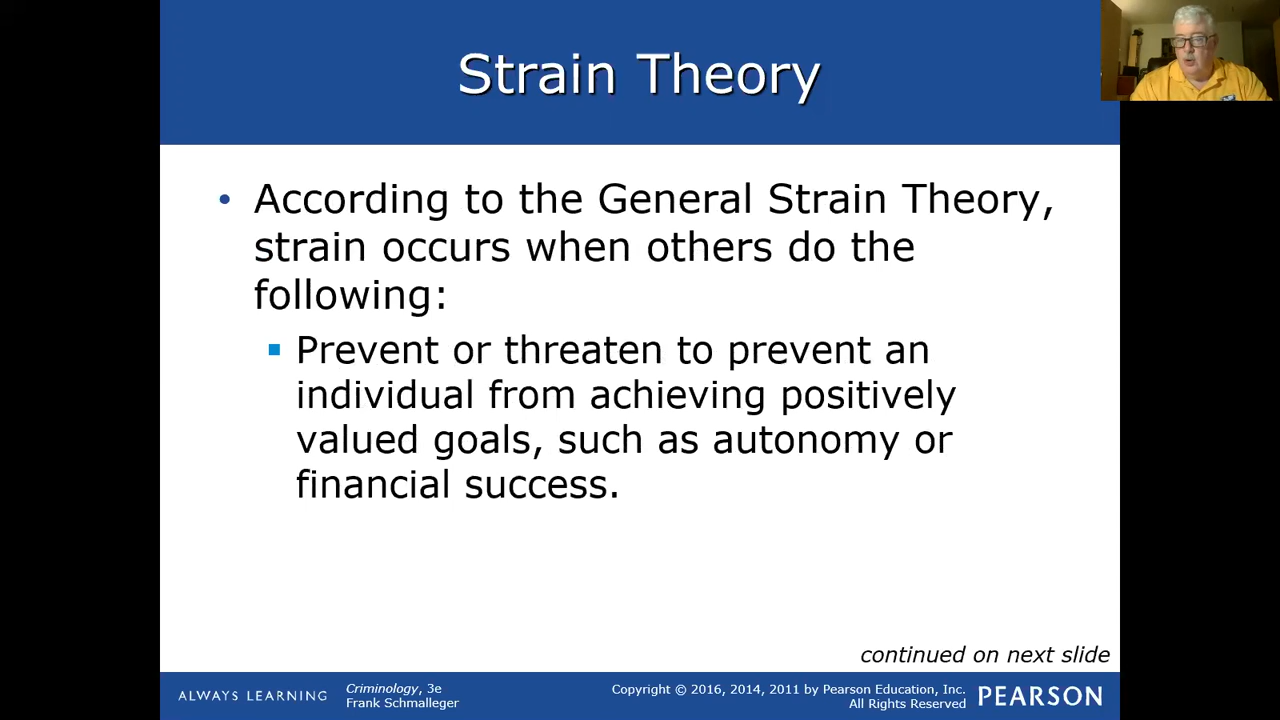 Strain Theory
• According to the General Strain Theory,
strain occurs when others do the
following:
▪ Prevent or threaten to prevent an
individual from achieving positively
valued goals, such as autonomy or
financial success.
continued on next slide
ALWAYS LEARNING
Criminology, 3e
Frank Schmalleger
Copyright © 2016, 2014, 2011 by Pearson Education, Inc.
All Rights Reserved
PEARSON